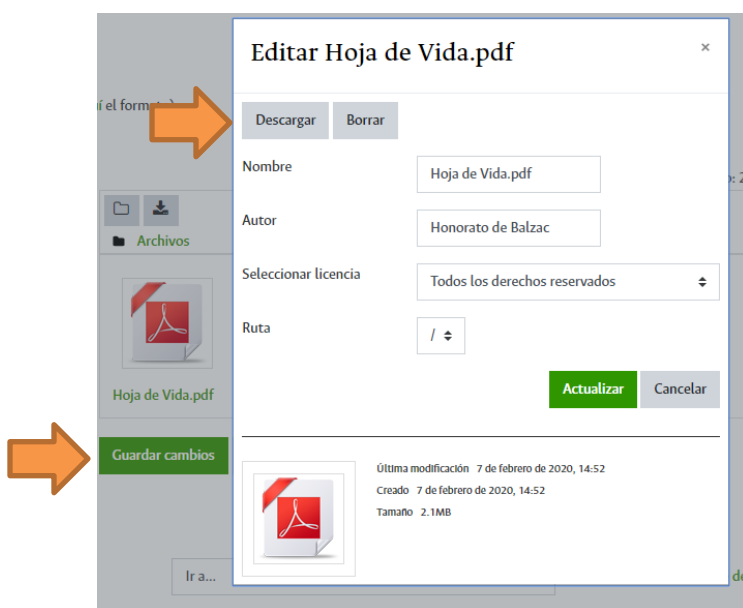 Editar Hoja de Vida.pdf
×
í el formato)
Descargar Borrar
Nombre Hoja de Vida.pdf
Autor Honorato de Balzac
Archivos
Seleccionar licencia Todos los derechos reservados
Ruta /
Hoja de Vida.pdf
Actualizar Cancelar
Guardar cambios
Última modificación 7 de febrero de 2020, 14:52
Creado 7 de febrero de 2020, 14:52
Tamaño 2.1MB
Ir a...
de